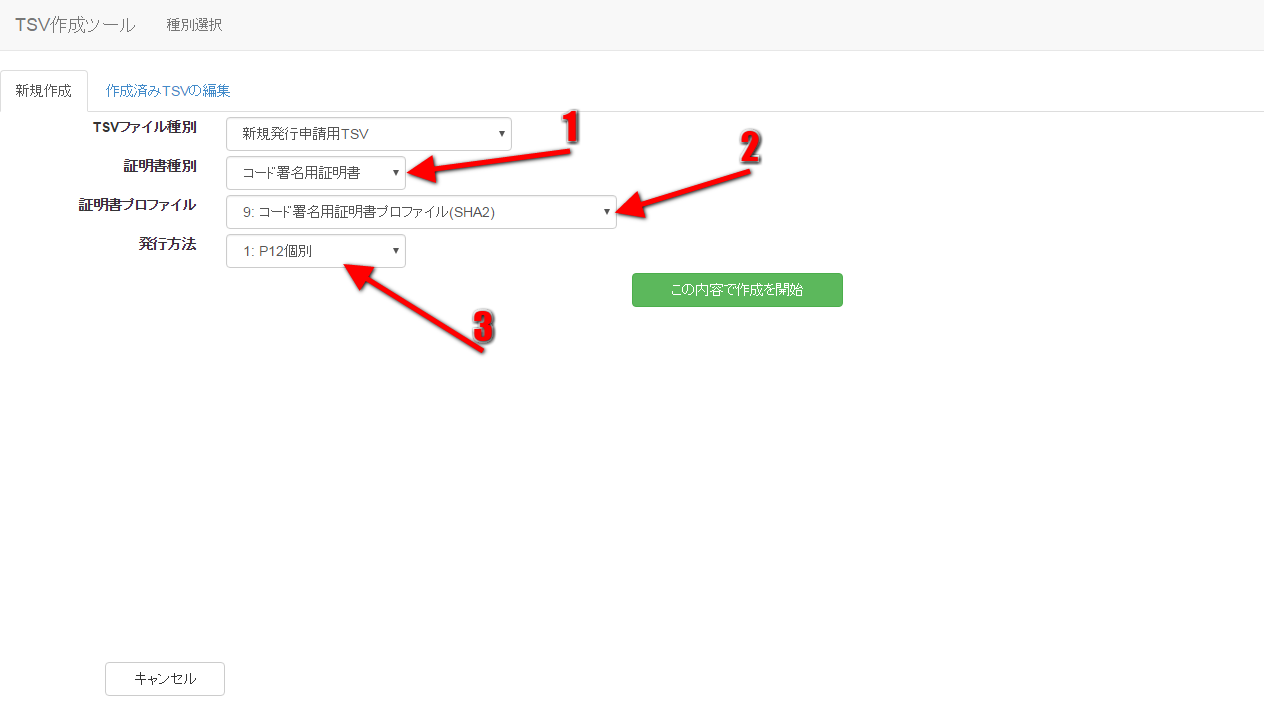 TSV作成ツール 種別選択
新規作成 作成済みTSVの編集
TSVファイル種別 新規発行申請用TSV
1
証明書種別 コード署名用証明書
2
証明書プロファイル 9: コード署名用証明書プロファイル(SHA2)
発行方法 1: P12個別
この内容で作成を開始
3
キャンセル